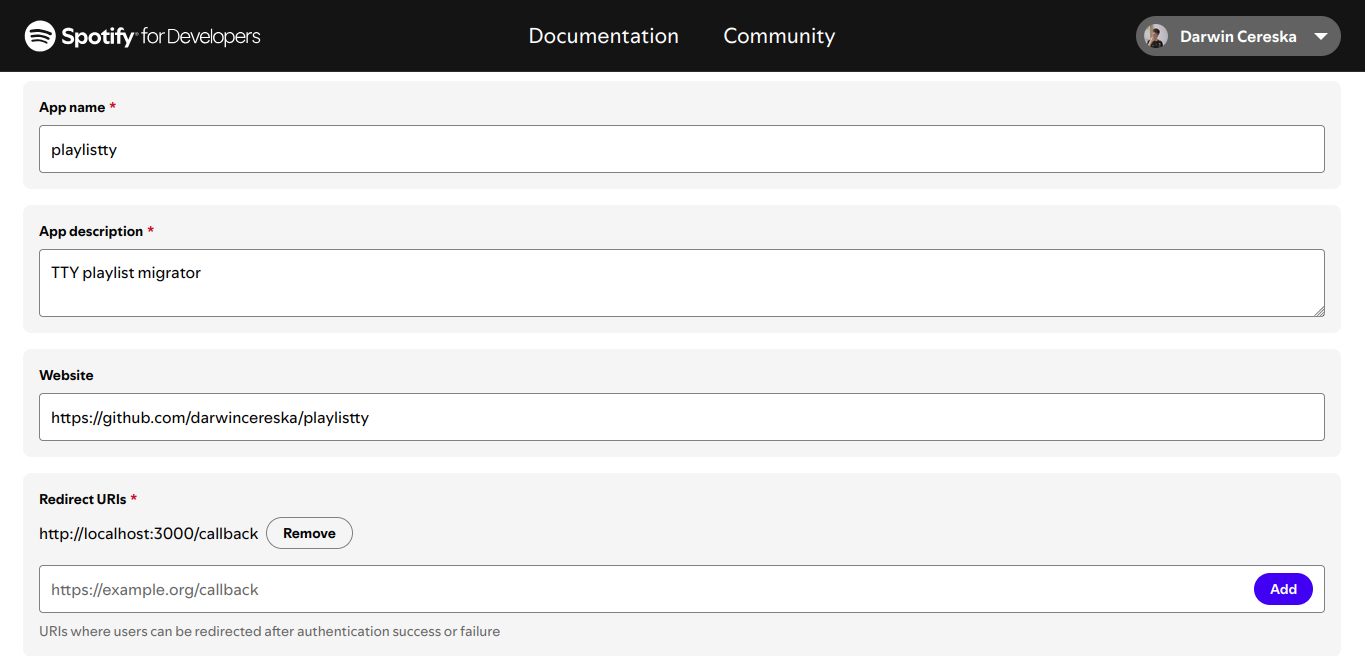 Spotify for Developers
Documentation
Community
Darwin Cereska
App name *
playlistty
App description *
TTY playlist migrator
Website
https://github.com/darwincereska/playlistty
Redirect URIs *
http://localhost:3000/callback
Remove
https://example.org/callback
Add
URIs where users can be redirected after authentication success or failure